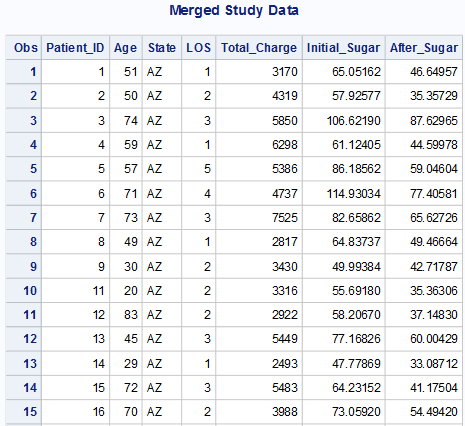 Merged Study Data
Obs Patient_ID Age State LOS Total_Charge Initial_Sugar After_Sugar
1 1 51 AZ 1 3170 65.05162 46.64957
2 2 50 AZ 2 4319 57.92577 35.35729
3 3 74 AZ 3 5850 106.62190 87.62965
4 4 59 AZ 1 6298 61.12405 44.59978
5 5 57 AZ 5 5386 86.18562 59.04604
6 6 71 AZ 4 4737 114.93034 77.40581
7 7 73 AZ 3 7525 82.65862 65.62726
8 8 49 AZ 1 2817 64.83737 49.46664
9 9 30 AZ 2 3430 49.99384 42.71787
10 11 20 AZ 2 3316 55.69180 35.36306
11 12 83 AZ 2 2922 58.20670 37.14830
12 13 45 AZ 3 5449 77.16826 60.00429
13 14 29 AZ 1 2493 47.77869 33.08712
14 15 72 AZ 3 5483 64.23152 41.17504
15 16 70 AZ 2 3988 73.05920 54.49420